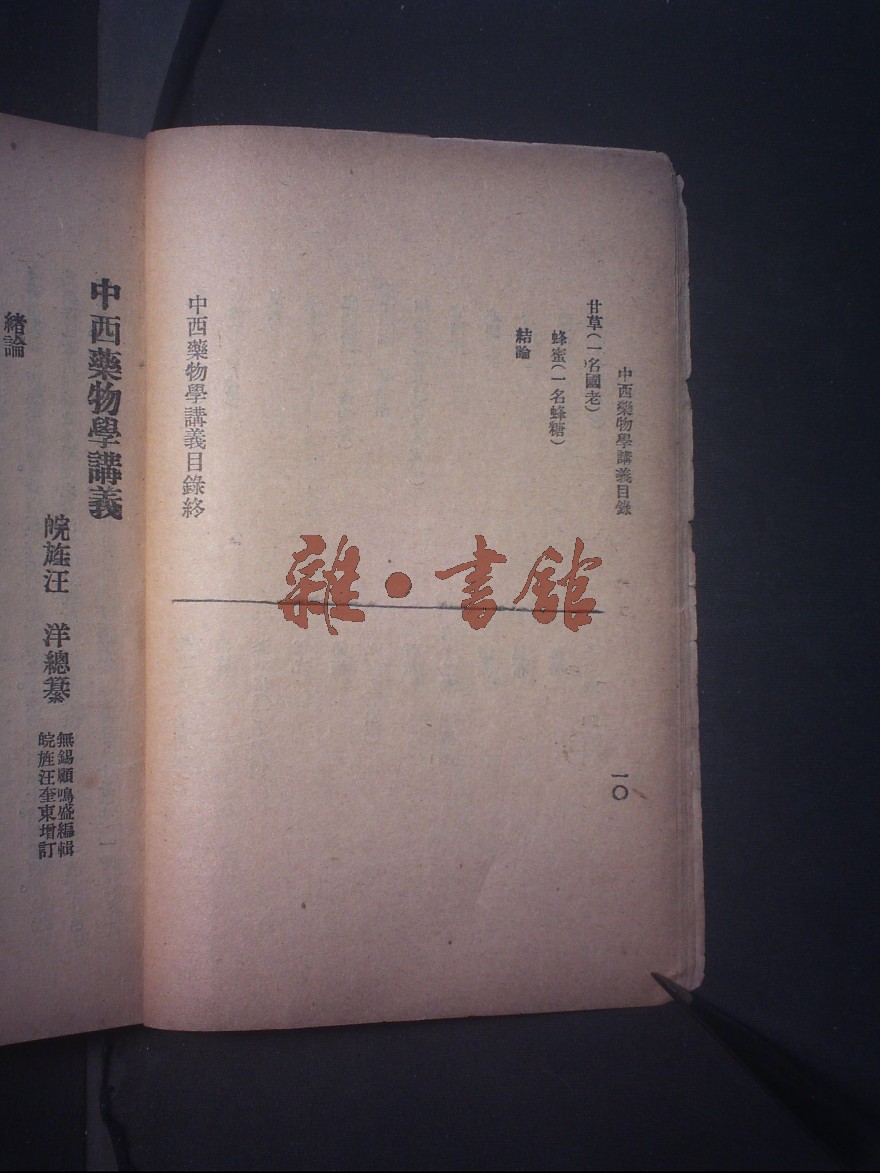 中西藥物學講義目錄
一〇
甘草(一名國老)
蜂蜜(一名蜂糖)
結論
中西藥物學講義目錄終
雜·書館
中西藥物學講義
皖旌汪 洋總纂
無錫顧鳴盛編輯
皖旌汪奎東增訂
緒論